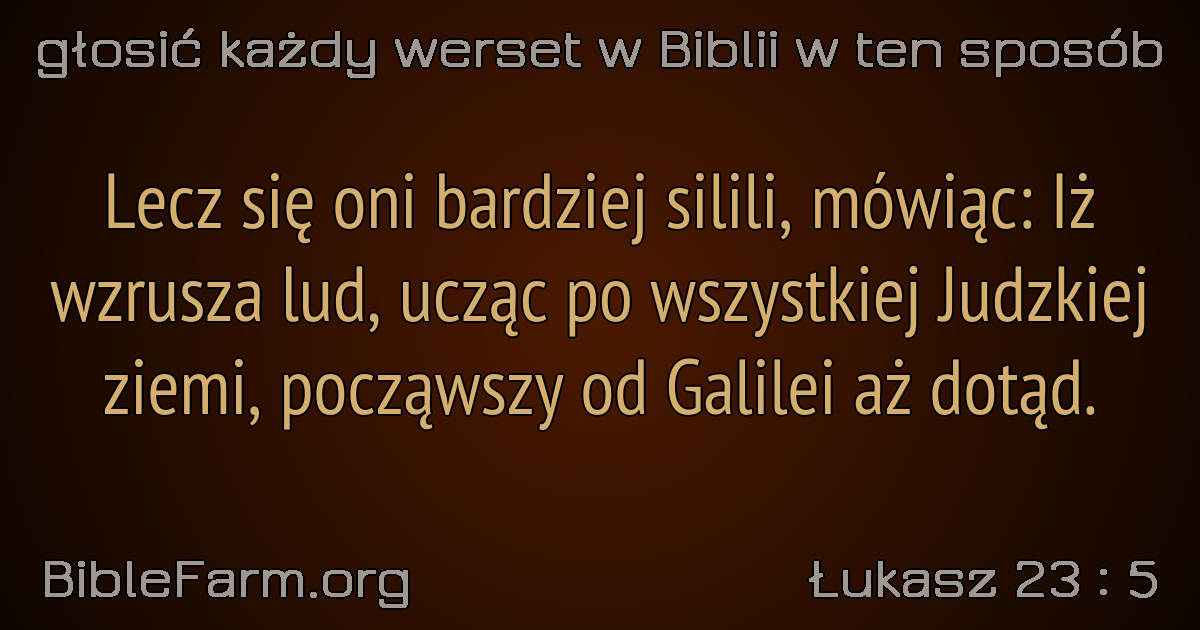 głosić każdy werset w Biblii w ten sposób
Lecz się oni bardziej silili, mówiąc: Iż
wzrusza lud, ucząc po wszystkiej Judzkiej
ziemi, począwszy od Galilei aż dotąd.
BibleFarm.org
Łukasz 23 : 5